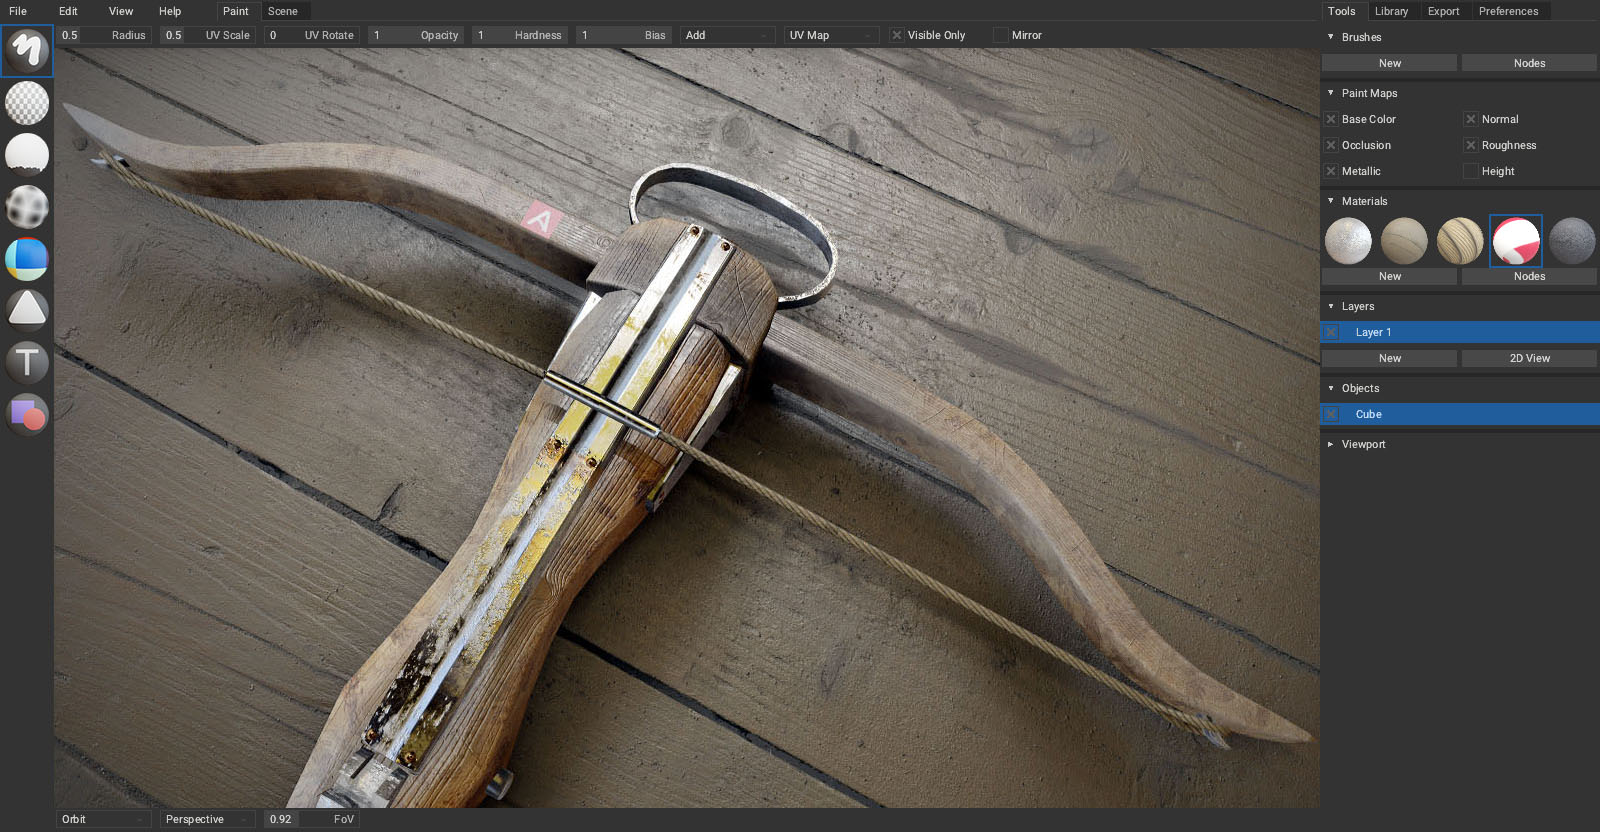 File Edit View Help Paint Scene Tools Library Export Preferences
0.5 Radius 0.5 UV Scale 0 UV Rotate 1 Opacity 1 Hardness 1 Bias Add UV Map Visible Only Mirror
Brushes
New Nodes
Paint Maps
Base Color Normal
Occlusion Roughness
Metallic Height
Materials
New Nodes
Layers
Layer 1
New 2D View
Objects
Cube
Viewport
T
A
Orbit Perspective 0.92 FoV